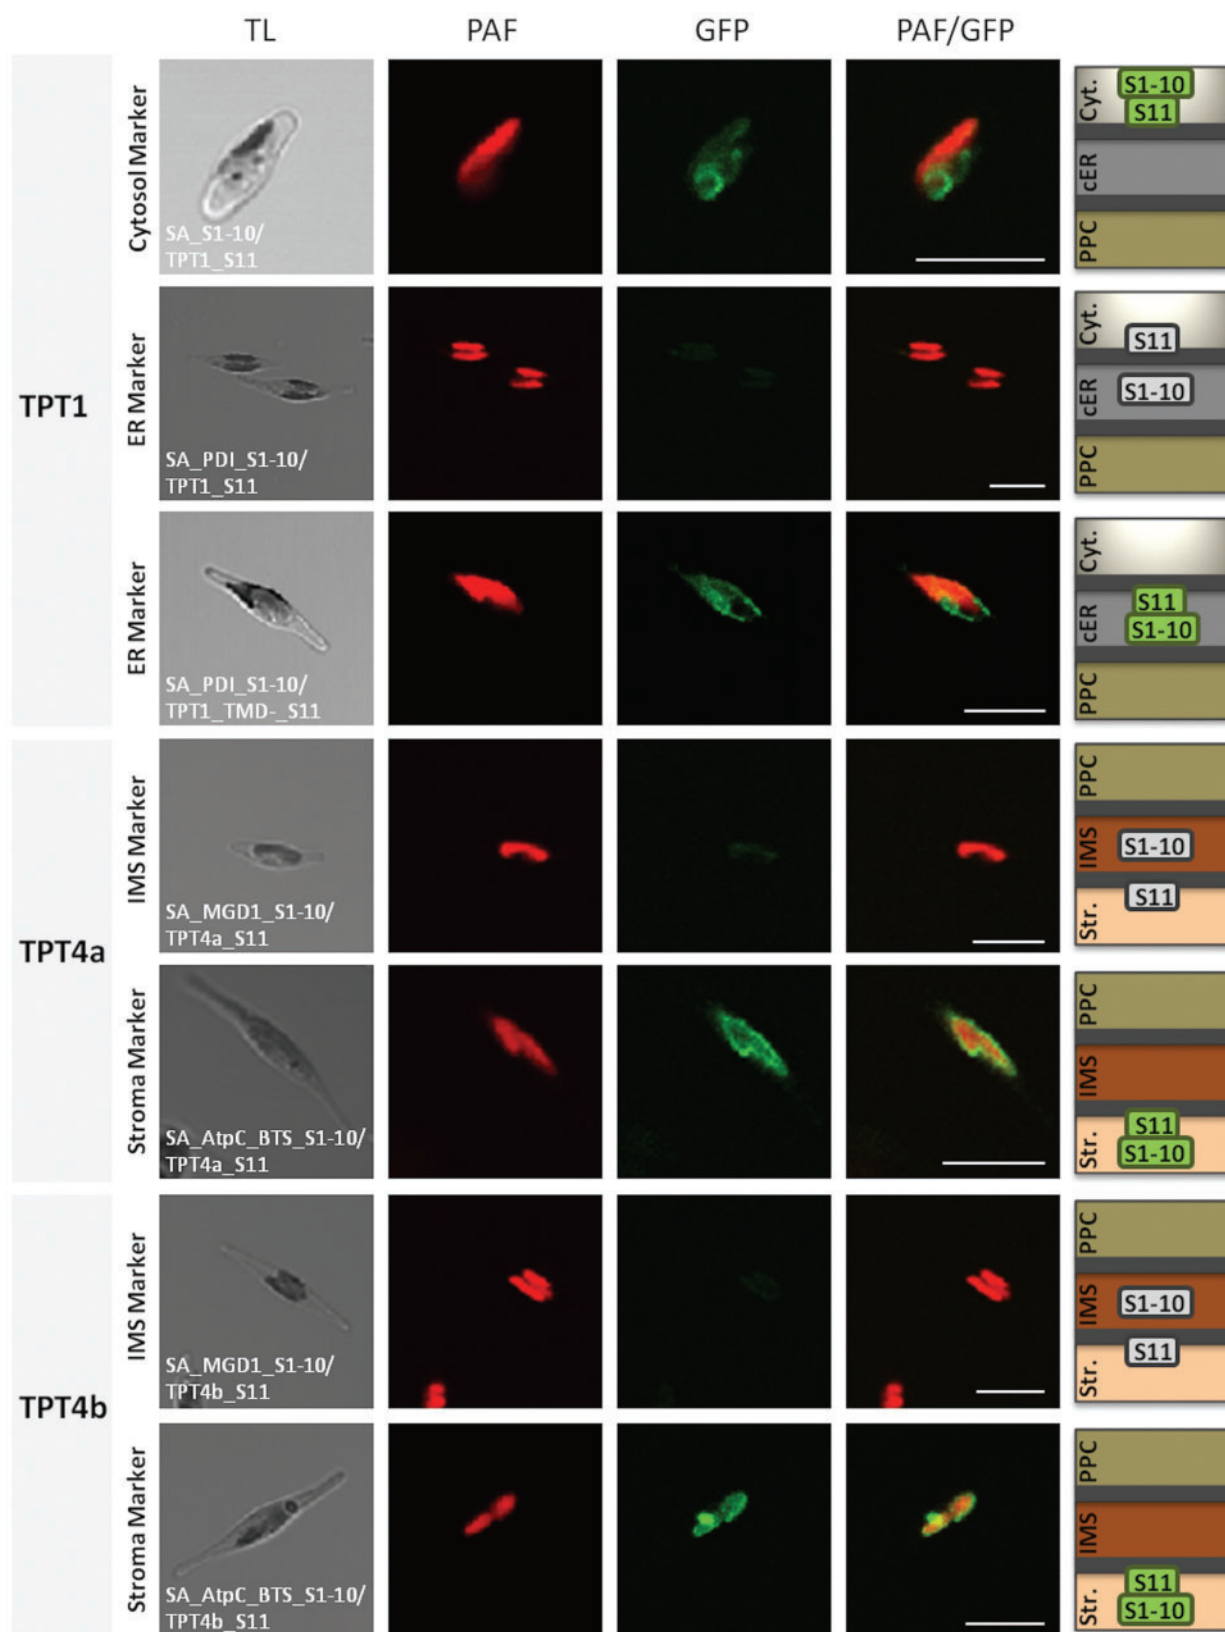 TL PAF GFP PAF/GFP
TPT1
Cytosol Marker
SA_S1-10/
TPT1_S11
Cyt.
S1-10
S11
cER
PPC
ER Marker
SA_PDI_S1-10/
TPT1_S11
Cyt.
S11
cER
S1-10
PPC
ER Marker
SA_PDI_S1-10/
TPT1_TMD-_S11
Cyt.
cER
S11
S1-10
PPC
TPT4a
IMS Marker
SA_MGD1_S1-10/
TPT4a_S11
PPC
IMS
S1-10
Str.
S11
Stroma Marker
SA_AtpC_BTS_S1-10/
TPT4a_S11
PPC
IMS
Str.
S11
S1-10
TPT4b
IMS Marker
SA_MGD1_S1-10/
TPT4b_S11
PPC
IMS
S1-10
Str.
S11
Stroma Marker
SA_AtpC_BTS_S1-10/
TPT4b_S11
PPC
IMS
Str.
S11
S1-10